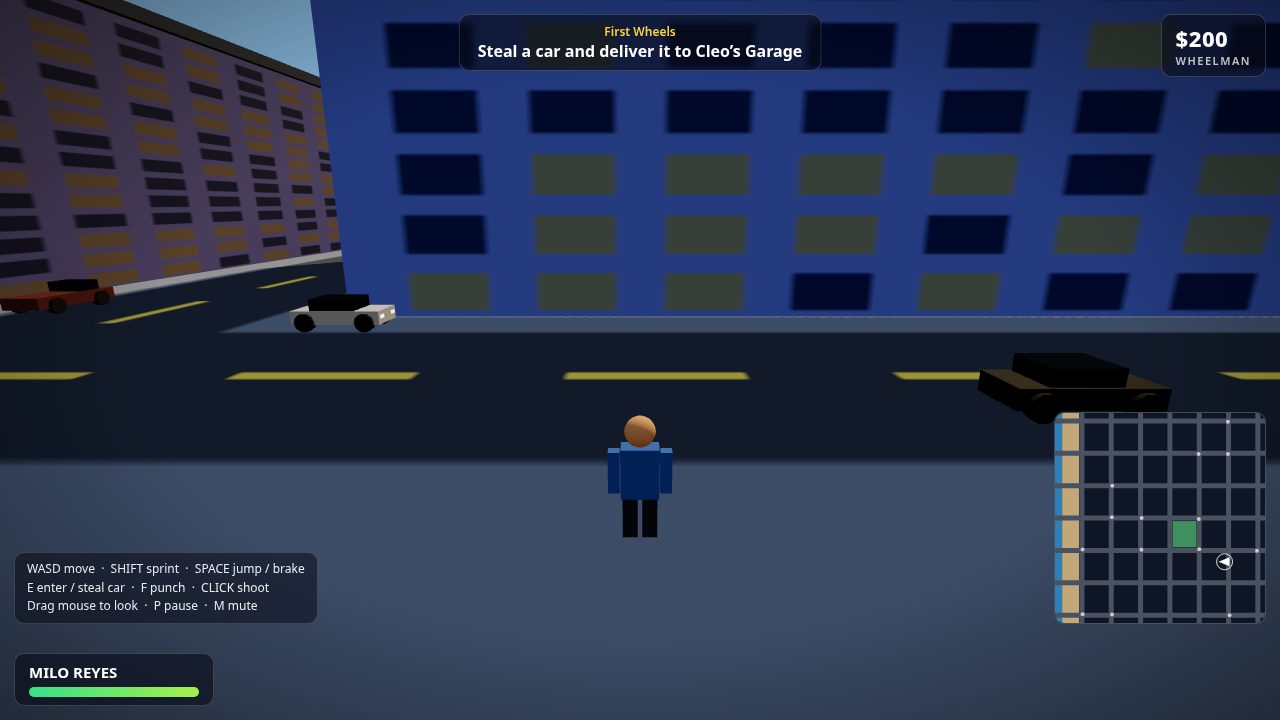 First Wheels
Steal a car and deliver it to Cleo’s Garage
$200
WHEELMAN
WASD move · SHIFT sprint · SPACE jump / brake
E enter / steal car · F punch · CLICK shoot
Drag mouse to look · P pause · M mute
MILO REYES